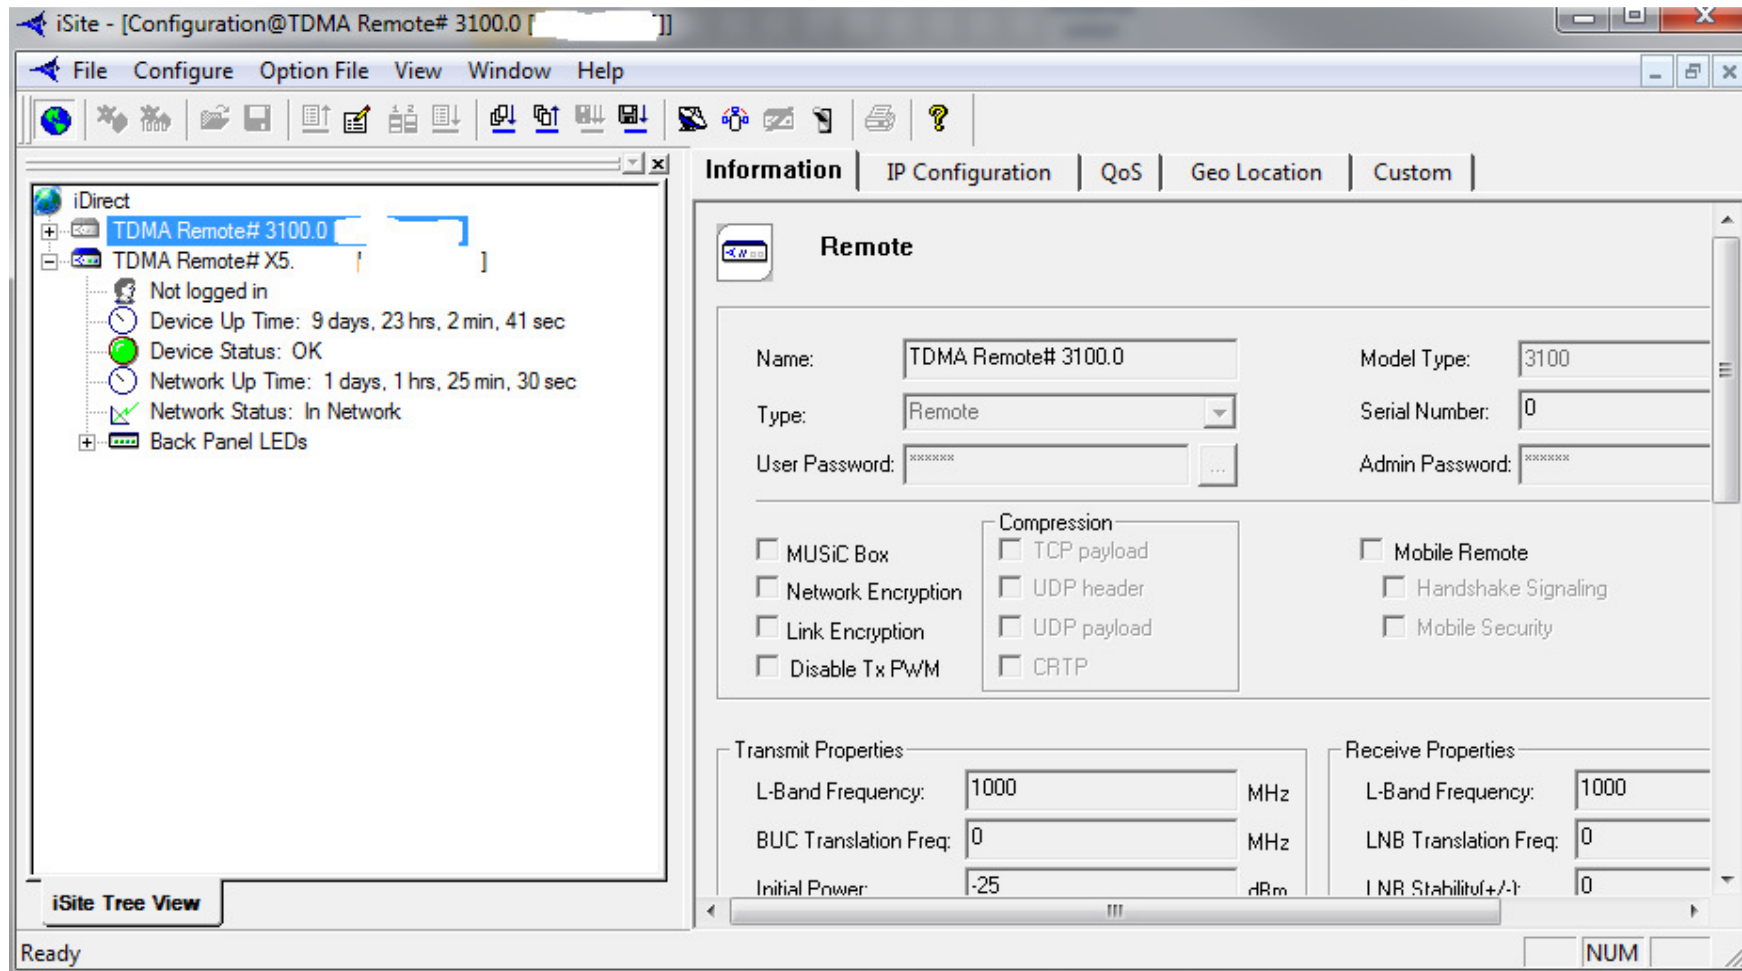 iSite - [Configuration@TDMA Remote# 3100.0 [ ]]
File Configure Option File View Window Help
iDirect
TDMA Remote# 3100.0 [ ]
TDMA Remote# X5. [ ]
Not logged in
Device Up Time: 9 days, 23 hrs, 2 min, 41 sec
Device Status: OK
Network Up Time: 1 days, 1 hrs, 25 min, 30 sec
Network Status: In Network
Back Panel LEDs
iSite Tree View
Information IP Configuration QoS Geo Location Custom
Remote
Name: TDMA Remote# 3100.0 Model Type: 3100
Type: Remote Serial Number: 0
User Password: ****** ... Admin Password: ******
Compression
MUSiC Box TCP payload Mobile Remote
Network Encryption UDP header Handshake Signaling
Link Encryption UDP payload Mobile Security
Disable Tx PWM CRTP
Transmit Properties Receive Properties
L-Band Frequency: 1000 MHz L-Band Frequency: 1000
BUC Translation Freq: 0 MHz LNB Translation Freq: 0
Initial Power: -25 dBm LNB Stability(+/-): 0
Ready NUM